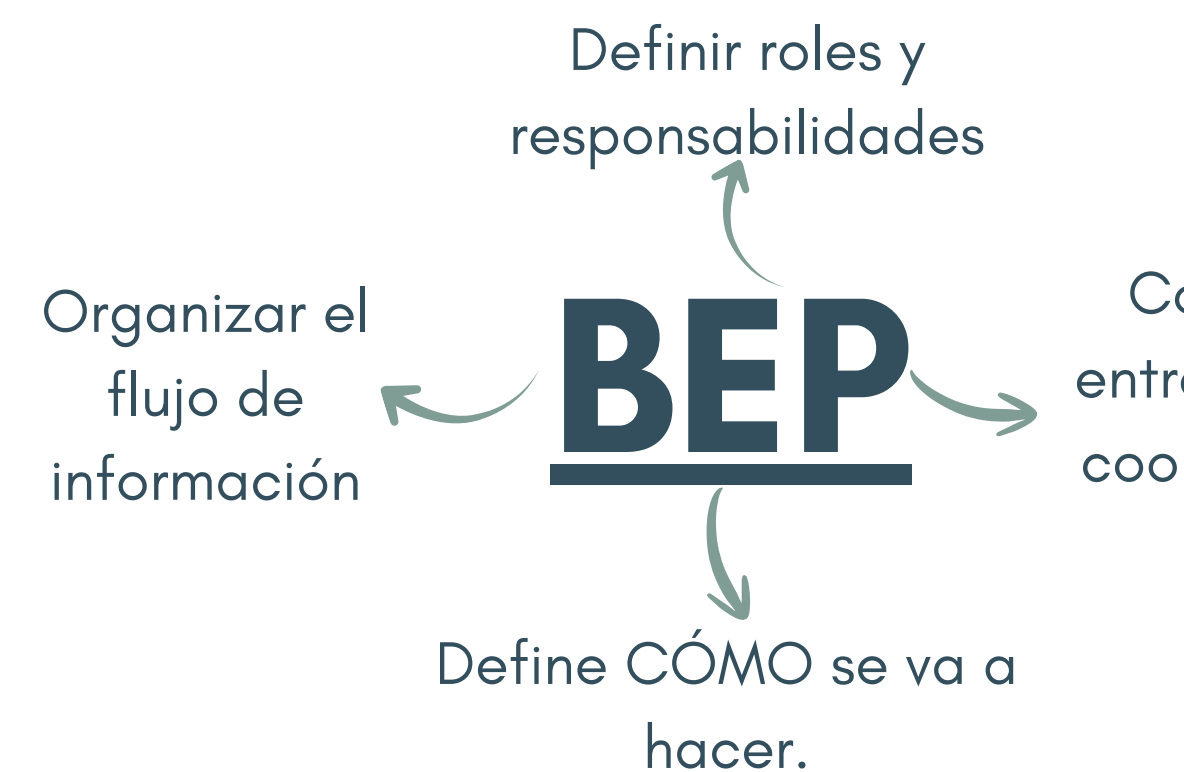 Definir roles y
responsabilidades
Organizar el
flujo de
información
BEP
Define CÓMO se va a
hacer.